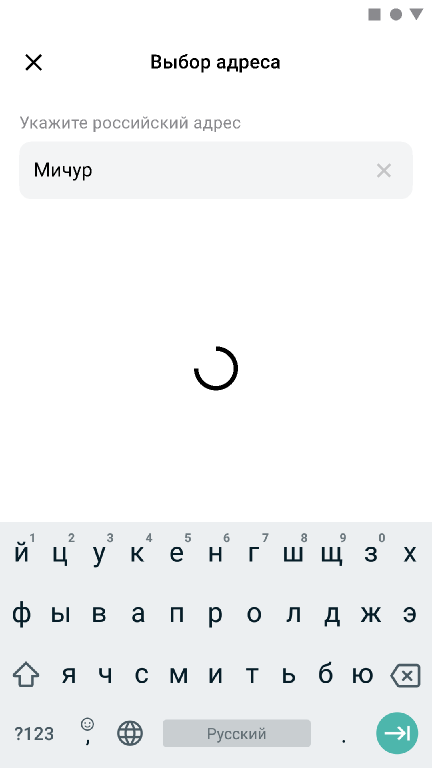 Выбор адреса
Укажите российский адрес
Мичур
1 2 3 4 5 6 7 8 9 0
й ц у к е н г ш щ з х
ф ы в а п р о л д ж э
я ч с м и т ь б ю
?123 , Русский .